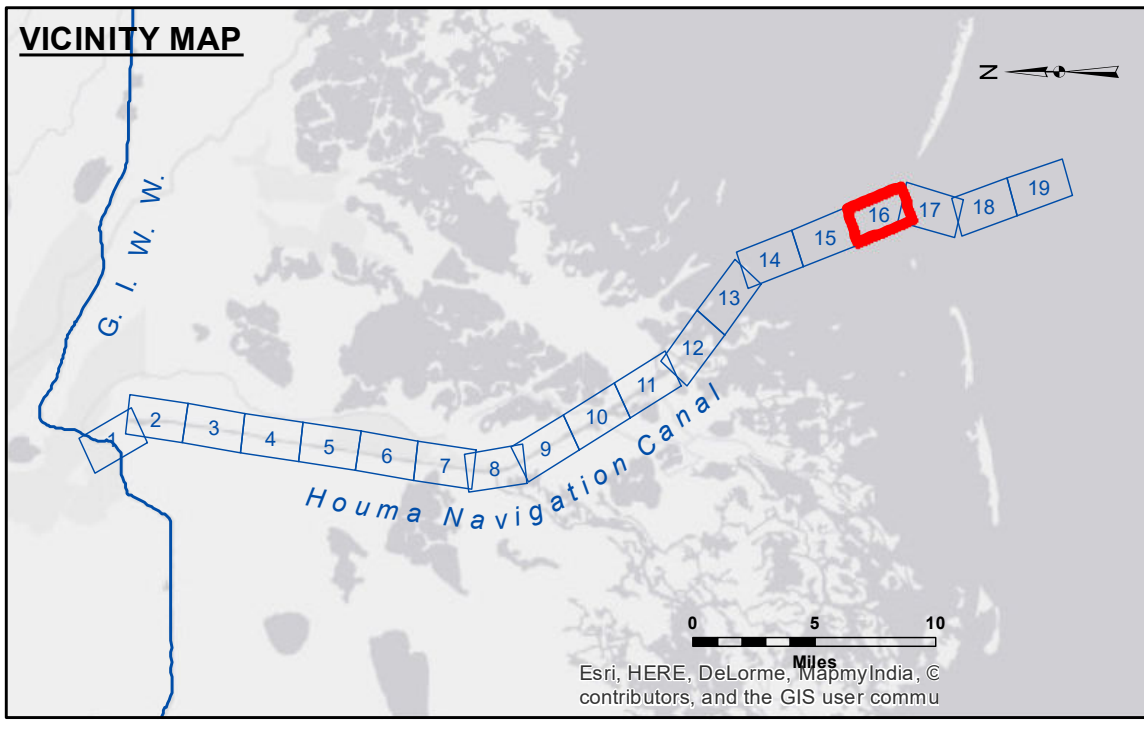 VICINITY MAP
N
G. I. W. W.
1
2
3
4
5
6
7
8
9
10
11
12
13
14
15
16
17
18
19
Houma Navigation Canal
0 5 10
Miles
Esri, HERE, DeLorme, MapmyIndia, ©
contributors, and the GIS user commu